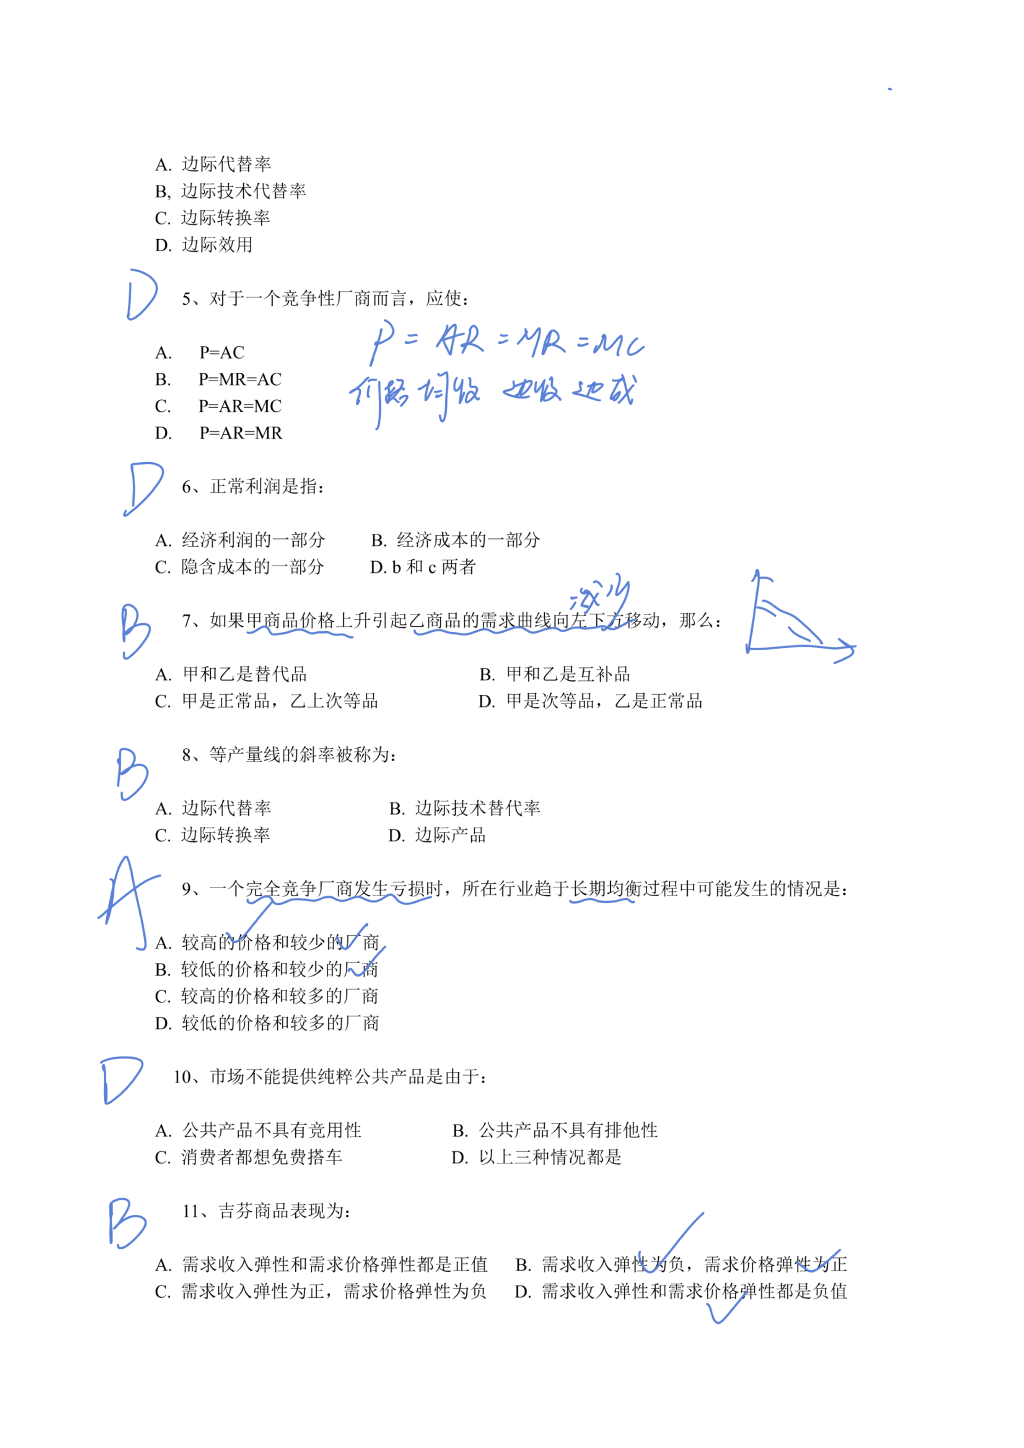 A. 边际代替率
B, 边际技术代替率
C. 边际转换率
D. 边际效用
D
5、对于一个竞争性厂商而言，应使：
P = AR = MR = MC
A. P=AC
B. P=MR=AC
价格 均收 边收 边成
C. P=AR=MC
D. P=AR=MR
D
6、正常利润是指：
A. 经济利润的一部分 B. 经济成本的一部分
C. 隐含成本的一部分 D. b 和 c 两者
减少
B
7、如果甲商品价格上升引起乙商品的需求曲线向左下方移动，那么：
A. 甲和乙是替代品 B. 甲和乙是互补品
C. 甲是正常品，乙上次等品 D. 甲是次等品，乙是正常品
B
8、等产量线的斜率被称为：
A. 边际代替率 B. 边际技术替代率
C. 边际转换率 D. 边际产品
A
9、一个完全竞争厂商发生亏损时，所在行业趋于长期均衡过程中可能发生的情况是：
A. 较高的价格和较少的厂商
B. 较低的价格和较少的厂商
C. 较高的价格和较多的厂商
D. 较低的价格和较多的厂商
D
10、市场不能提供纯粹公共产品是由于：
A. 公共产品不具有竞用性 B. 公共产品不具有排他性
C. 消费者都想免费搭车 D. 以上三种情况都是
B
11、吉芬商品表现为：
A. 需求收入弹性和需求价格弹性都是正值 B. 需求收入弹性为负，需求价格弹性为正
C. 需求收入弹性为正，需求价格弹性为负 D. 需求收入弹性和需求价格弹性都是负值